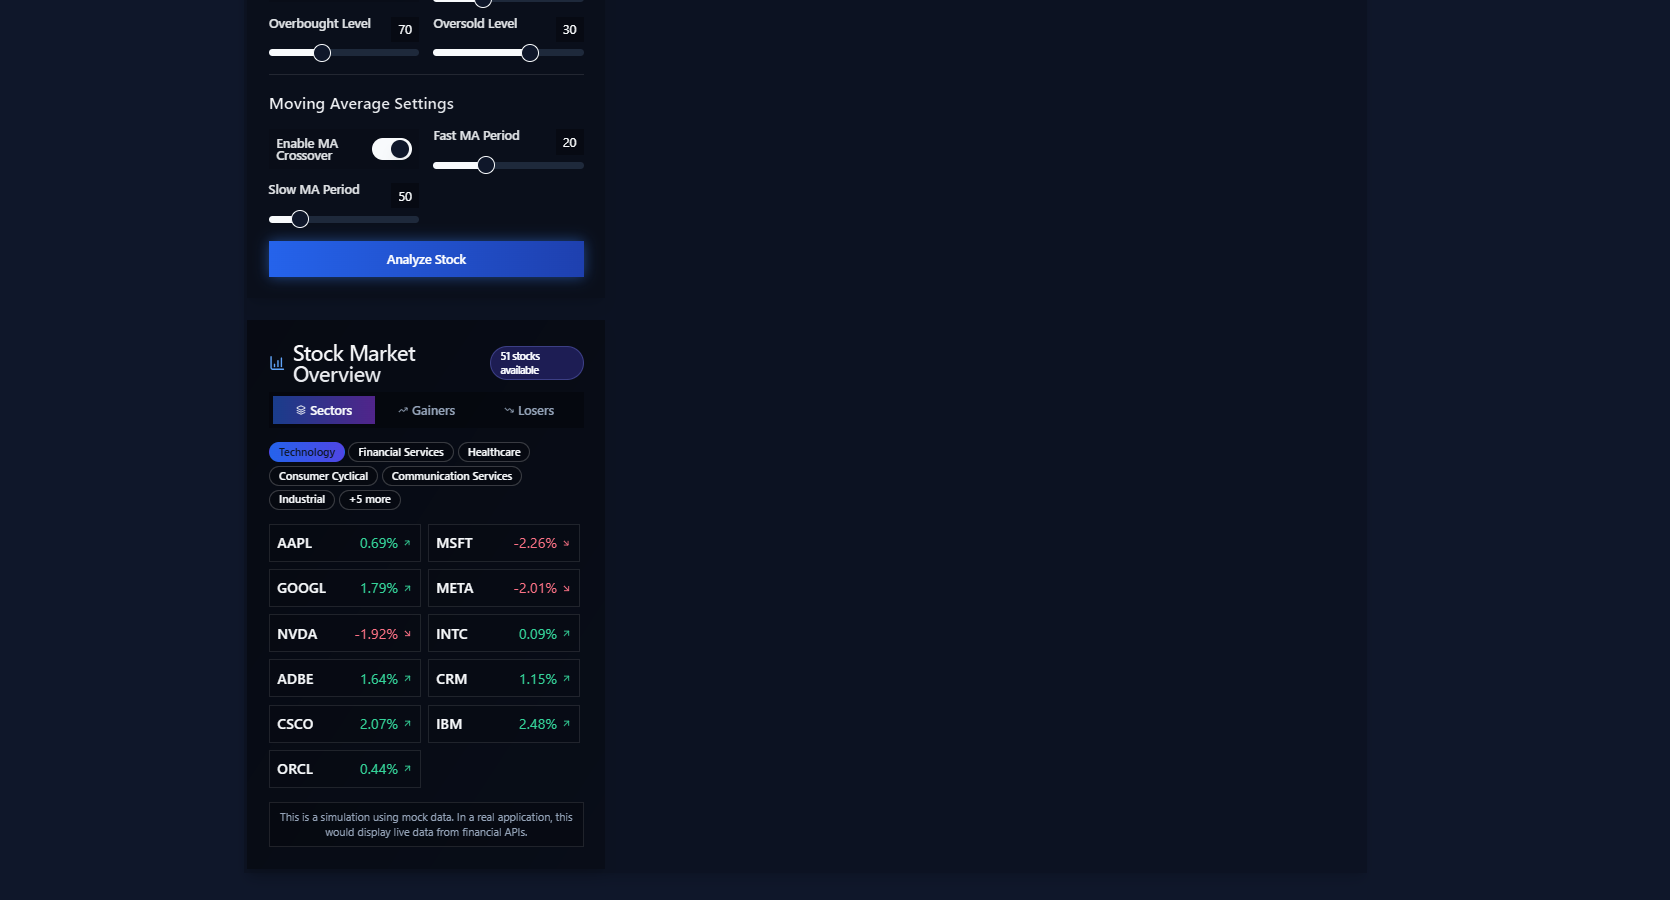 Overbought Level 70 Oversold Level 30
Moving Average Settings
Enable MA
Crossover
Fast MA Period 20
Slow MA Period 50
Analyze Stock
Stock Market
Overview
51 stocks
available
Sectors Gainers Losers
Technology Financial Services Healthcare
Consumer Cyclical Communication Services
Industrial +5 more
AAPL 0.69% MSFT -2.26%
GOOGL 1.79% META -2.01%
NVDA -1.92% INTC 0.09%
ADBE 1.64% CRM 1.15%
CSCO 2.07% IBM 2.48%
ORCL 0.44%
This is a simulation using mock data. In a real application, this
would display live data from financial APIs.